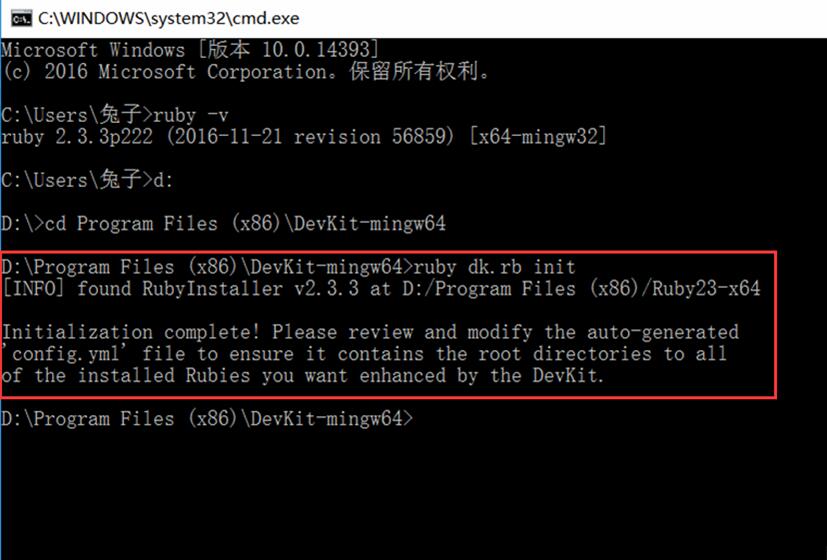 C:\WINDOWS\system32\cmd.exe
Microsoft Windows [版本 10.0.14393]
(c) 2016 Microsoft Corporation。保留所有权利。
C:\Users\兔子>ruby -v
ruby 2.3.3p222 (2016-11-21 revision 56859) [x64-mingw32]
C:\Users\兔子>d:
D:\>cd Program Files (x86)\DevKit-mingw64
D:\Program Files (x86)\DevKit-mingw64>ruby dk.rb init
[INFO] found RubyInstaller v2.3.3 at D:/Program Files (x86)/Ruby23-x64
Initialization complete! Please review and modify the auto-generated
'config.yml' file to ensure it contains the root directories to all
of the installed Rubies you want enhanced by the DevKit.
D:\Program Files (x86)\DevKit-mingw64>